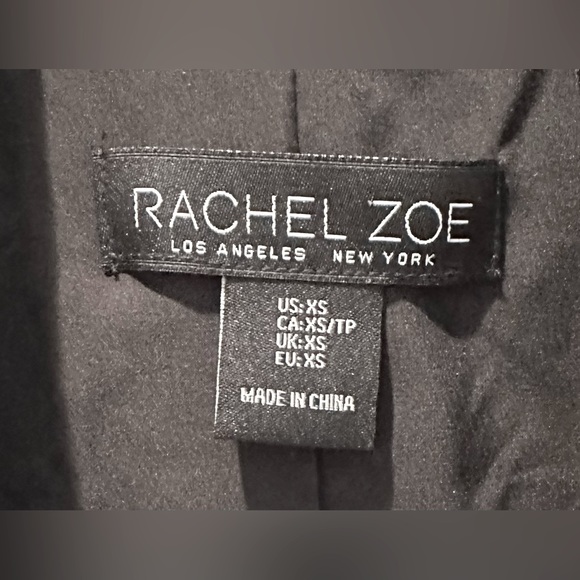 RACHEL ZOE
LOS ANGELES NEW YORK
US:XS
CA:XS/TP
UK:XS
EU:XS
MADE IN CHINA